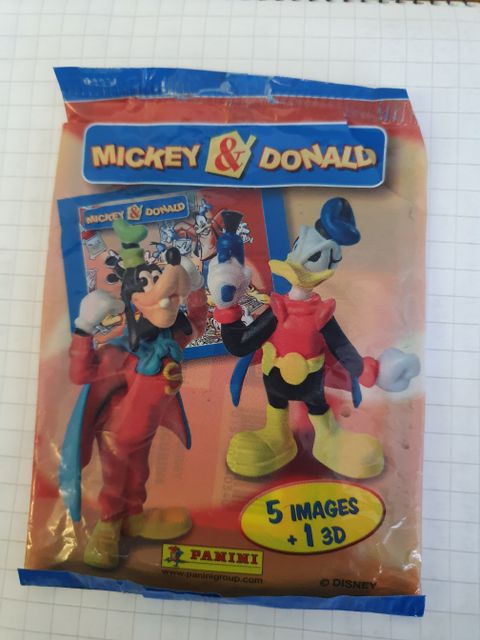 MICKEY & DONALD
MICKEY & DONALD
5 IMAGES
+ 1 3D
PANINI
www.paninigroup.com
© DISNEY